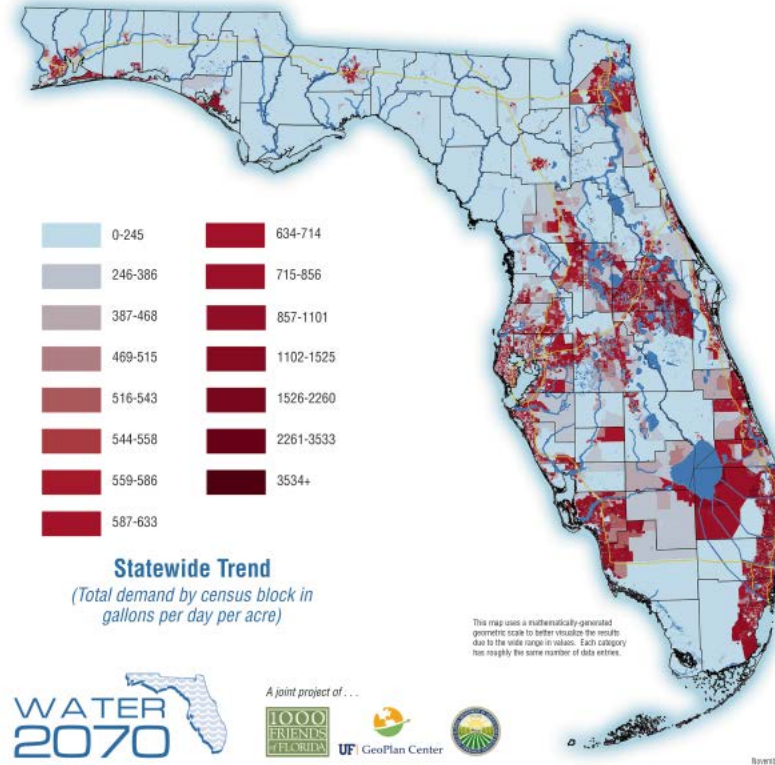 0-245
246-386
387-468
469-515
516-543
544-558
559-586
587-633
634-714
715-856
857-1101
1102-1525
1526-2260
2261-3533
3534+
Statewide Trend
(Total demand by census block in
gallons per day per acre)
This map uses a mathematically-generated
geometric scale to better visualize the results
due to the wide range in values. Each category
has roughly the same number of data entries.
WATER
2070
A joint project of . . .
1000
FRIENDS
of FLORIDA
UF GeoPlan Center